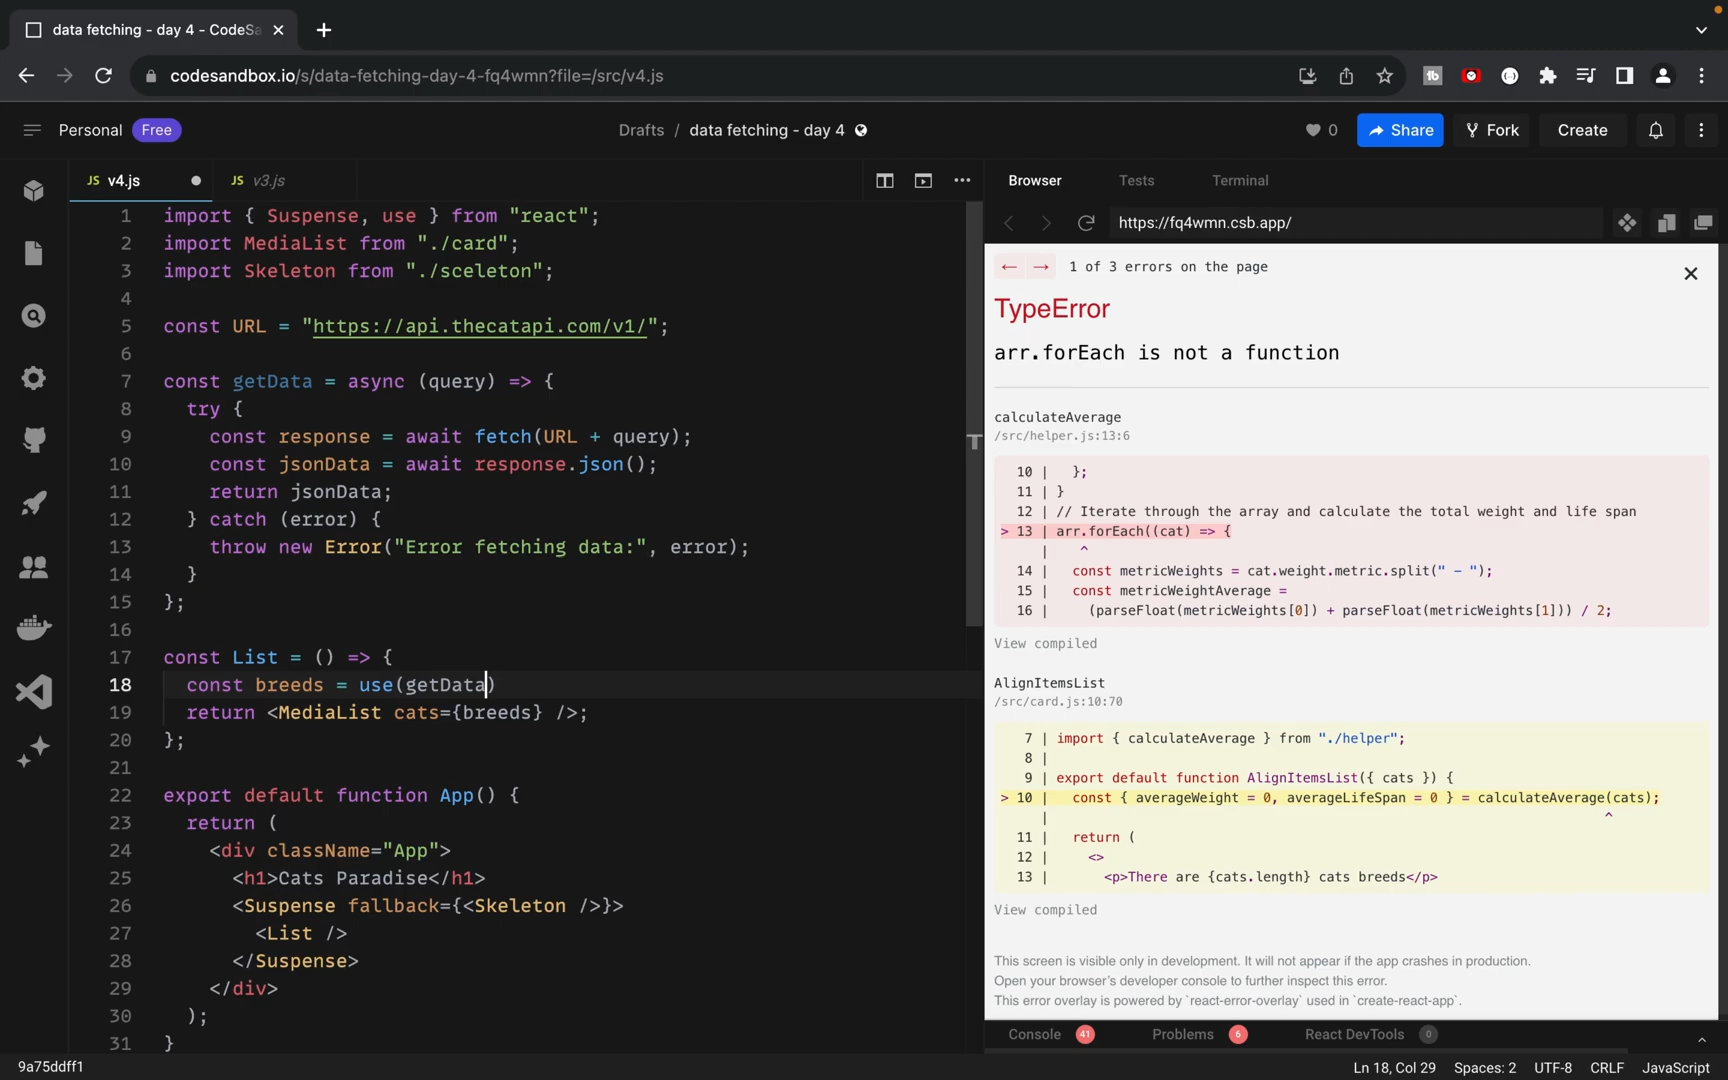 data fetching - day 4 - CodeSa
codesandbox.io/s/data-fetching-day-4-fq4wmn?file=/src/v4.js
Personal Free
Drafts / data fetching - day 4
0 Share Fork Create
JS v4.js
JS v3.js
1 import { Suspense, use } from "react";
2 import MediaList from "./card";
3 import Skeleton from "./sceleton";
4
5 const URL = "https://api.thecatapi.com/v1/";
6
7 const getData = async (query) => {
8 try {
9 const response = await fetch(URL + query);
10 const jsonData = await response.json();
11 return jsonData;
12 } catch (error) {
13 throw new Error("Error fetching data:", error);
14 }
15 };
16
17 const List = () => {
18 const breeds = use(getData)
19 return <MediaList cats={breeds} />;
20 };
21
22 export default function App() {
23 return (
24 <div className="App">
25 <h1>Cats Paradise</h1>
26 <Suspense fallback={<Skeleton />}>
27 <List />
28 </Suspense>
29 </div>
30 );
31 }
Browser Tests Terminal
https://fq4wmn.csb.app/
← → 1 of 3 errors on the page
TypeError
arr.forEach is not a function
calculateAverage
/src/helper.js:13:6
10 | };
11 | }
12 | // Iterate through the array and calculate the total weight and life span
> 13 | arr.forEach((cat) => {
| ^
14 | const metricWeights = cat.weight.metric.split(" - ");
15 | const metricWeightAverage =
16 | (parseFloat(metricWeights[0]) + parseFloat(metricWeights[1])) / 2;
View compiled
AlignItemsList
/src/card.js:10:70
7 | import { calculateAverage } from "./helper";
8 |
9 | export default function AlignItemsList({ cats }) {
> 10 | const { averageWeight = 0, averageLifeSpan = 0 } = calculateAverage(cats);
| ^
11 | return (
12 | <>
13 | <p>There are {cats.length} cats breeds</p>
View compiled
This screen is visible only in development. It will not appear if the app crashes in production.
Open your browser's developer console to further inspect this error.
This error overlay is powered by `react-error-overlay` used in `create-react-app`.
Console 41 Problems 6 React DevTools 0
9a75ddff1
Ln 18, Col 29 Spaces: 2 UTF-8 CRLF JavaScript